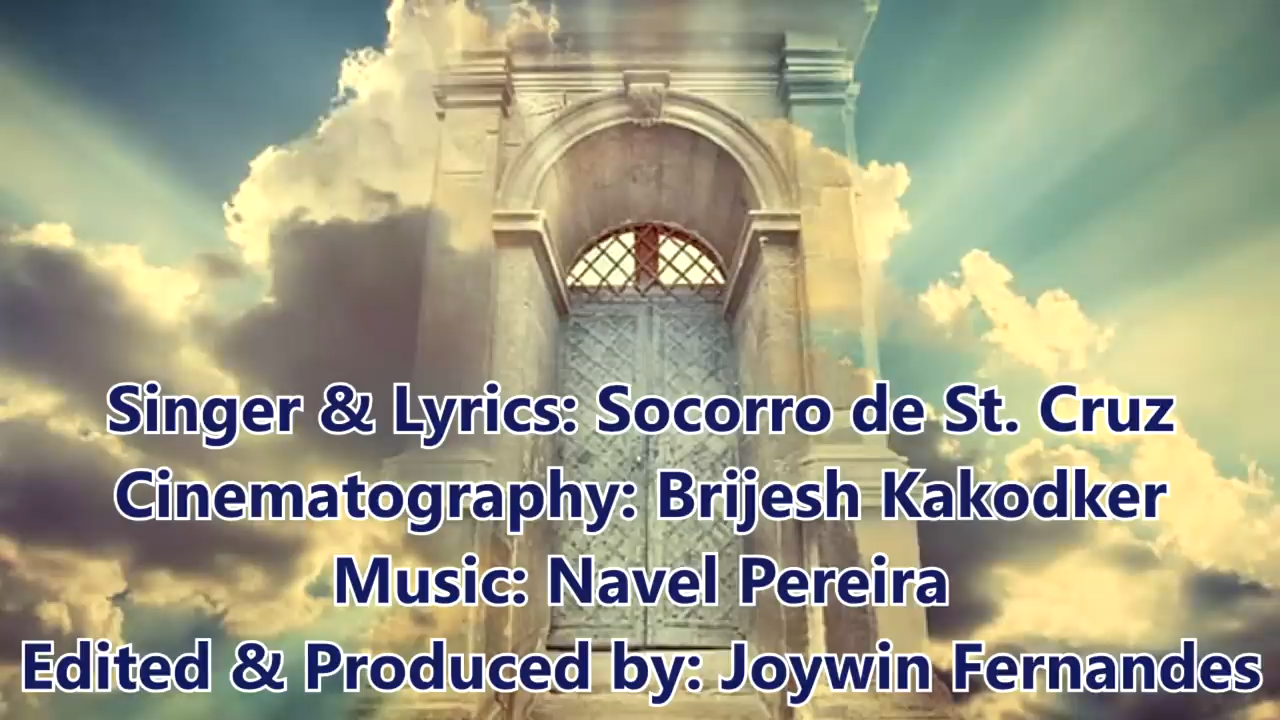 Singer & Lyrics: Socorro de St. Cruz
Cinematography: Brijesh Kakodker
Music: Navel Pereira
Edited & Produced by: Joywin Fernandes